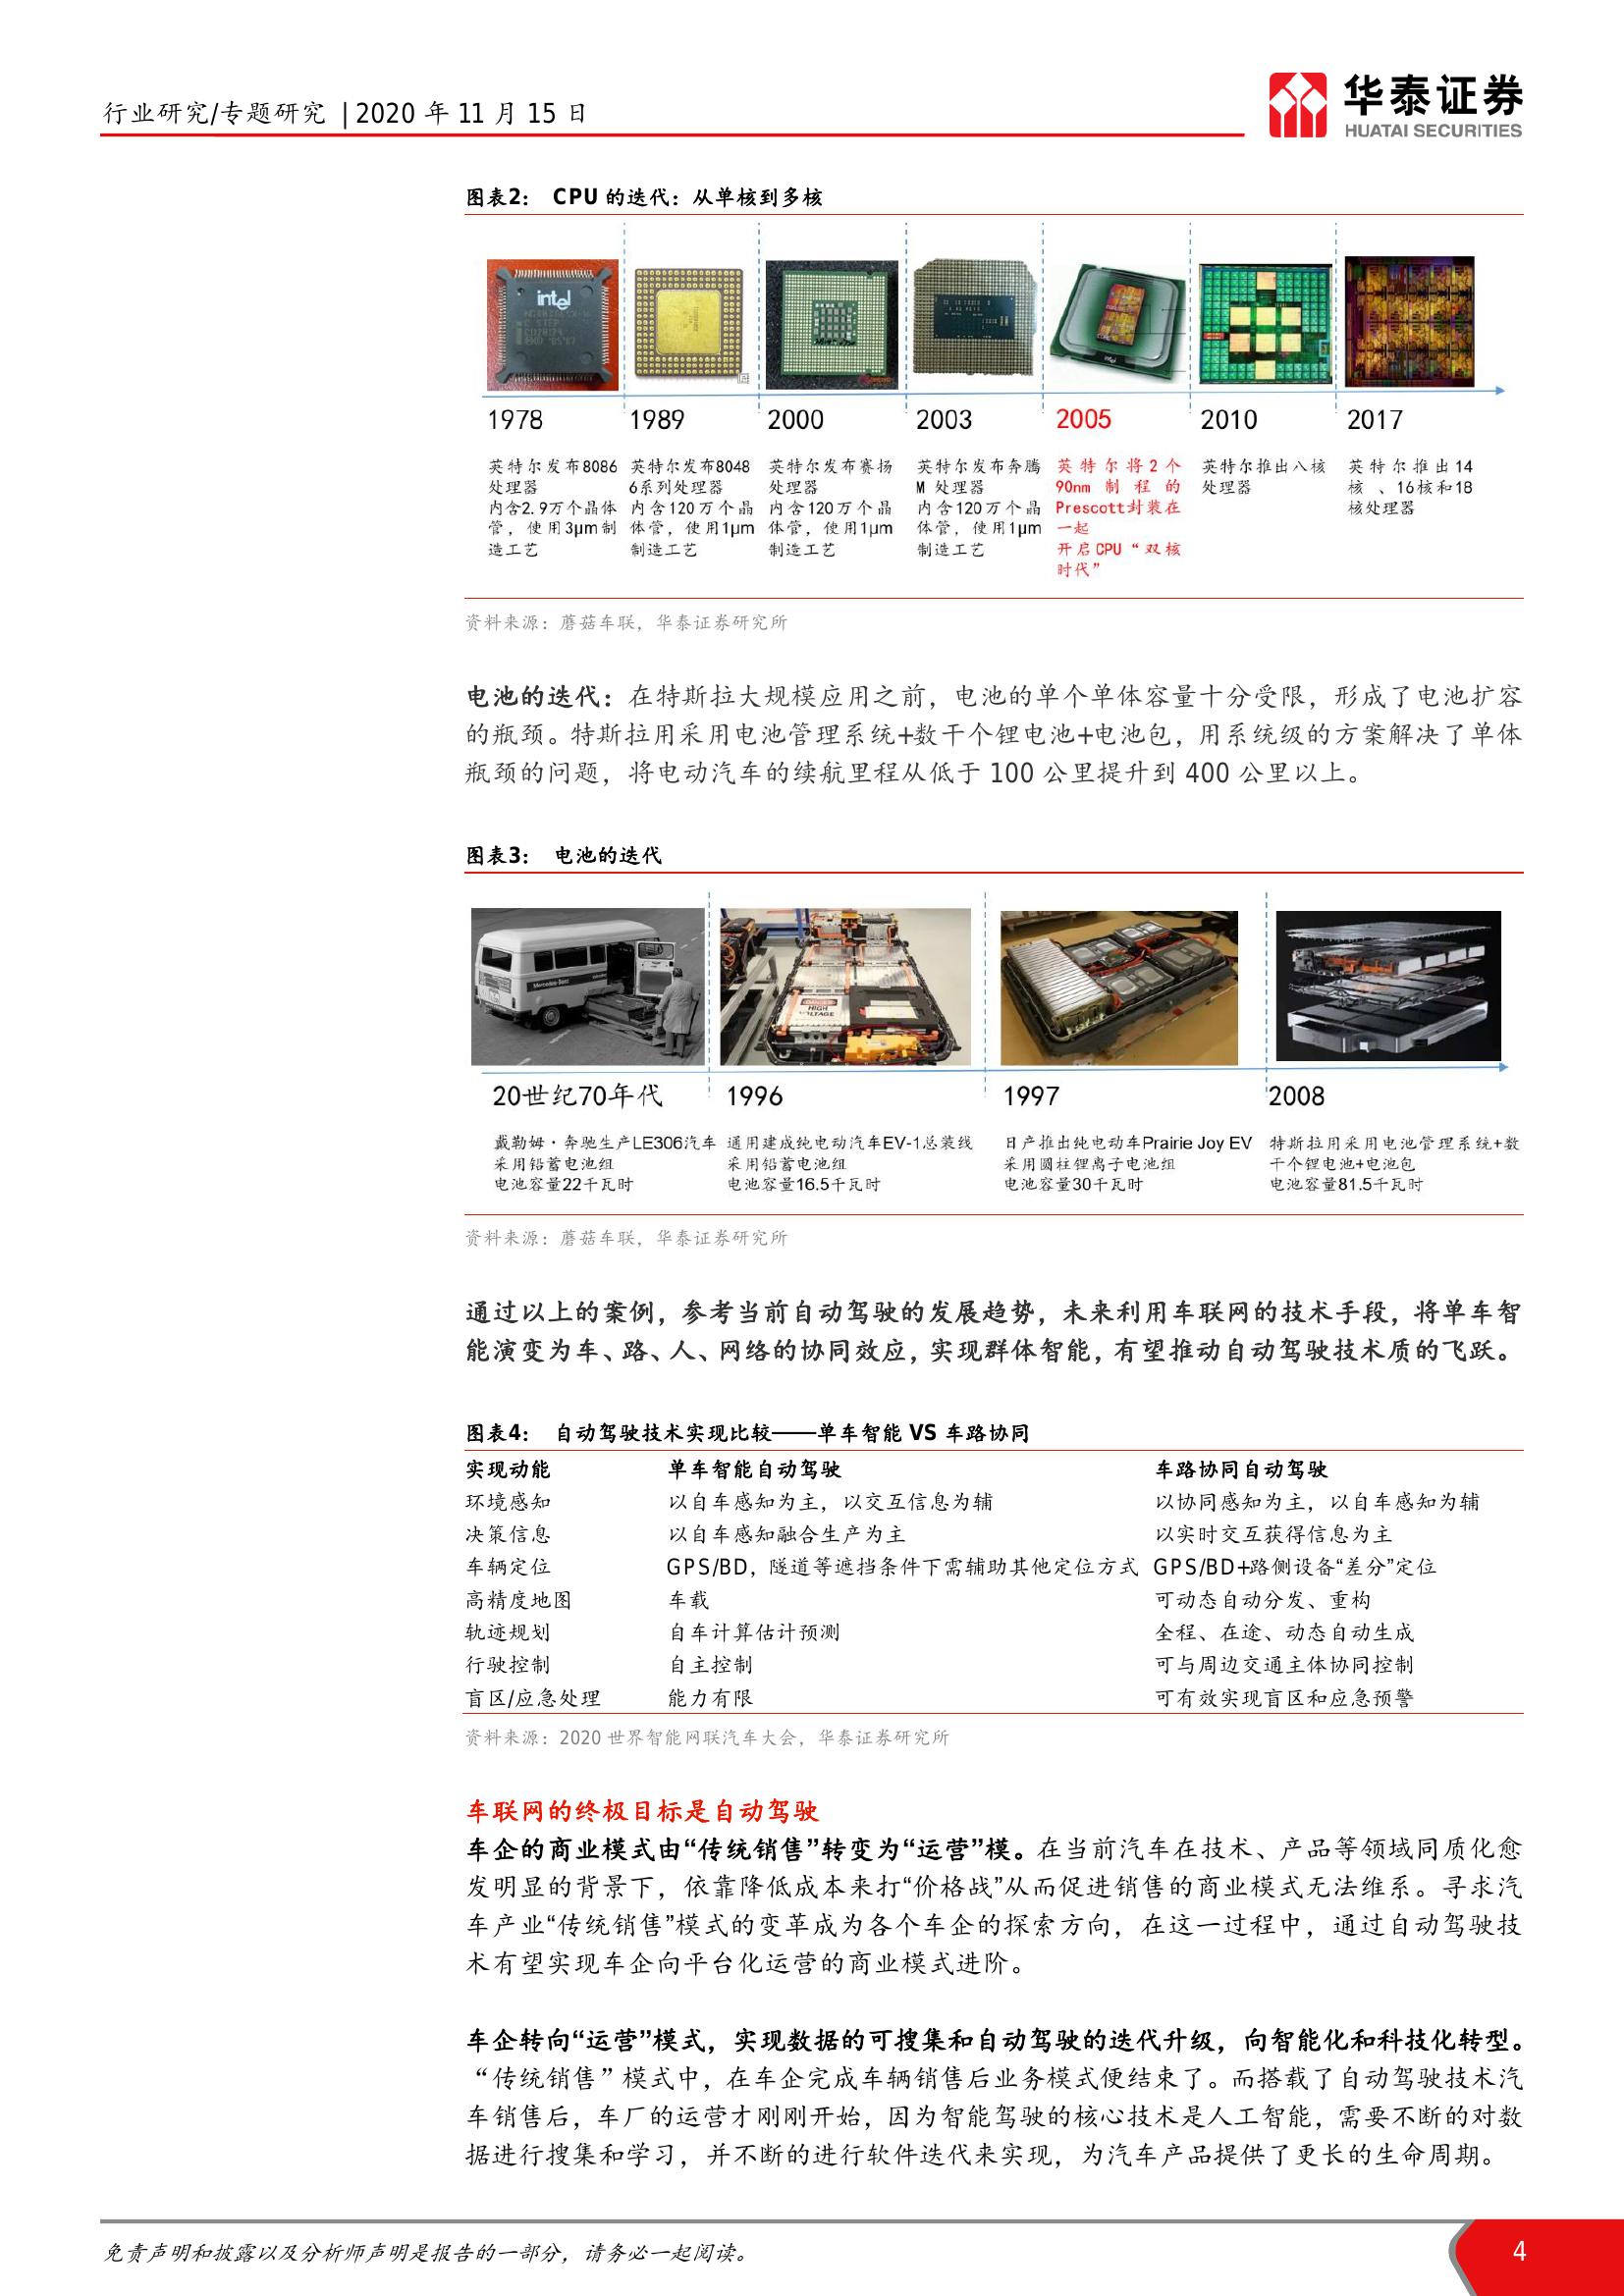 行业研究/专题研究 | 2020 年 11 月 15 日
华泰证券
HUATAI SECURITIES
图表2： CPU 的迭代：从单核到多核
intel
1978
英特尔发布8086
处理器
内含2.9万个晶体
管，使用3μm制
造工艺
1989
英特尔发布8048
6系列处理器
内含120万个晶
体管，使用1μm
制造工艺
2000
英特尔发布赛扬
处理器
内含120万个晶
体管，使用1μm
制造工艺
2003
英特尔发布奔腾
M 处理器
内含120万个晶
体管，使用1μm
制造工艺
2005
英特尔将2个
90nm制程的
Prescott封装在
一起
开启CPU“双核
时代”
2010
英特尔推出八核
处理器
2017
英特尔推出14
核、16核和18
核处理器
资料来源：蘑菇车联，华泰证券研究所
电池的迭代：在特斯拉大规模应用之前，电池的单个单体容量十分受限，形成了电池扩容
的瓶颈。特斯拉用采用电池管理系统+数千个锂电池+电池包，用系统级的方案解决了单体
瓶颈的问题，将电动汽车的续航里程从低于 100 公里提升到 400 公里以上。
图表3： 电池的迭代
Mercedes-Benz
DANGER
HIGH
VOLTAGE
20世纪70年代
戴勒姆·奔驰生产LE306汽车
采用铅蓄电池组
电池容量22千瓦时
1996
通用建成纯电动汽车EV-1总装线
采用铅蓄电池组
电池容量16.5千瓦时
1997
日产推出纯电动车Prairie Joy EV
采用圆柱锂离子电池组
电池容量30千瓦时
2008
特斯拉用采用电池管理系统+数
千个锂电池+电池包
电池容量81.5千瓦时
资料来源：蘑菇车联，华泰证券研究所
通过以上的案例，参考当前自动驾驶的发展趋势，未来利用车联网的技术手段，将单车智
能演变为车、路、人、网络的协同效应，实现群体智能，有望推动自动驾驶技术质的飞跃。
图表4： 自动驾驶技术实现比较——单车智能 VS 车路协同
实现动能 单车智能自动驾驶 车路协同自动驾驶
环境感知 以自车感知为主，以交互信息为辅 以协同感知为主，以自车感知为辅
决策信息 以自车感知融合生产为主 以实时交互获得信息为主
车辆定位 GPS/BD，隧道等遮挡条件下需辅助其他定位方式 GPS/BD+路侧设备“差分”定位
高精度地图 车载 可动态自动分发、重构
轨迹规划 自车计算估计预测 全程、在途、动态自动生成
行驶控制 自主控制 可与周边交通主体协同控制
盲区/应急处理 能力有限 可有效实现盲区和应急预警
资料来源：2020 世界智能网联汽车大会，华泰证券研究所
车联网的终极目标是自动驾驶
车企的商业模式由“传统销售”转变为“运营”模。在当前汽车在技术、产品等领域同质化愈
发明显的背景下，依靠降低成本来打“价格战”从而促进销售的商业模式无法维系。寻求汽
车产业“传统销售”模式的变革成为各个车企的探索方向，在这一过程中，通过自动驾驶技
术有望实现车企向平台化运营的商业模式进阶。
车企转向“运营”模式，实现数据的可搜集和自动驾驶的迭代升级，向智能化和科技化转型。
“传统销售”模式中，在车企完成车辆销售后业务模式便结束了。而搭载了自动驾驶技术汽
车销售后，车厂的运营才刚刚开始，因为智能驾驶的核心技术是人工智能，需要不断的对数
据进行搜集和学习，并不断的进行软件迭代来实现，为汽车产品提供了更长的生命周期。
免责声明和披露以及分析师声明是报告的一部分，请务必一起阅读。
4